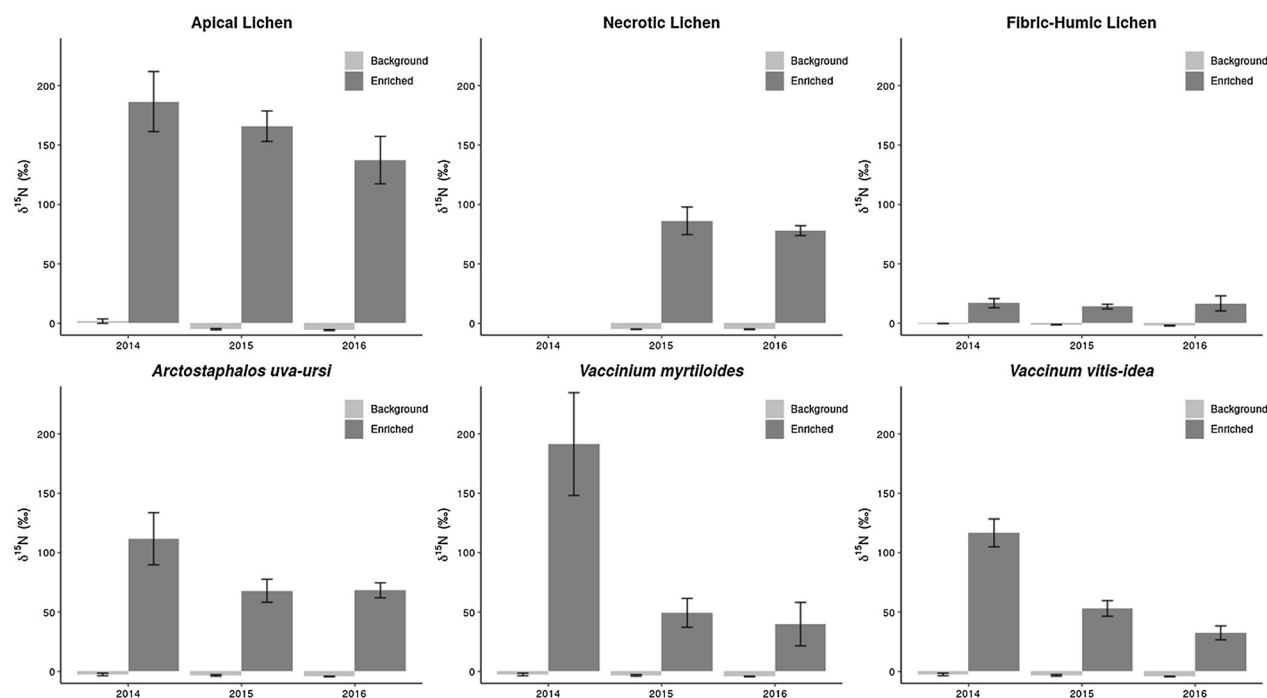 Apical Lichen
Background
Enriched
δ¹⁵N (‰)
200
150
100
50
0
2014 2015 2016
Necrotic Lichen
Background
Enriched
δ¹⁵N (‰)
200
150
100
50
0
2014 2015 2016
Fibric-Humic Lichen
Background
Enriched
δ¹⁵N (‰)
200
150
100
50
0
2014 2015 2016
Arctostaphalos uva-ursi
Background
Enriched
δ¹⁵N (‰)
200
150
100
50
0
2014 2015 2016
Vaccinium myrtiloides
Background
Enriched
δ¹⁵N (‰)
200
150
100
50
0
2014 2015 2016
Vaccinum vitis-idea
Background
Enriched
δ¹⁵N (‰)
200
150
100
50
0
2014 2015 2016